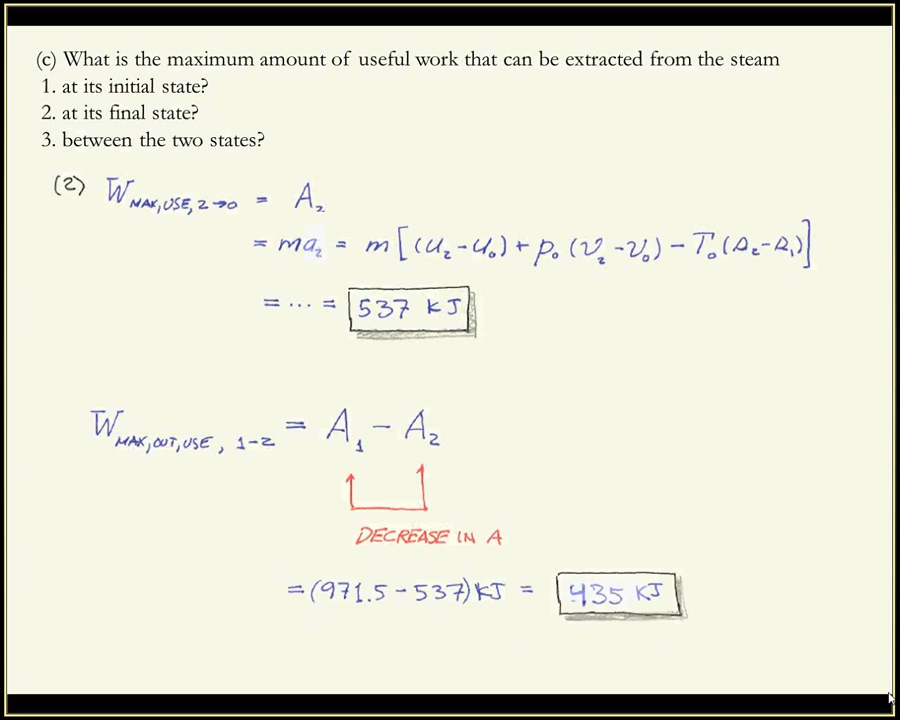 (c) What is the maximum amount of useful work that can be extracted from the steam
1. at its initial state?
2. at its final state?
3. between the two states?
(2) W_MAX,USE,2→0 = A₂
= ma₂ = m[(u₂-u₀) + p₀(v₂-v₀) - T₀(s₂-s₁)]
= ... = 537 KJ
W_MAX,OUT,USE, 1-2 = A₁ - A₂
DECREASE IN A
= (971.5 - 537) KJ = 435 KJ